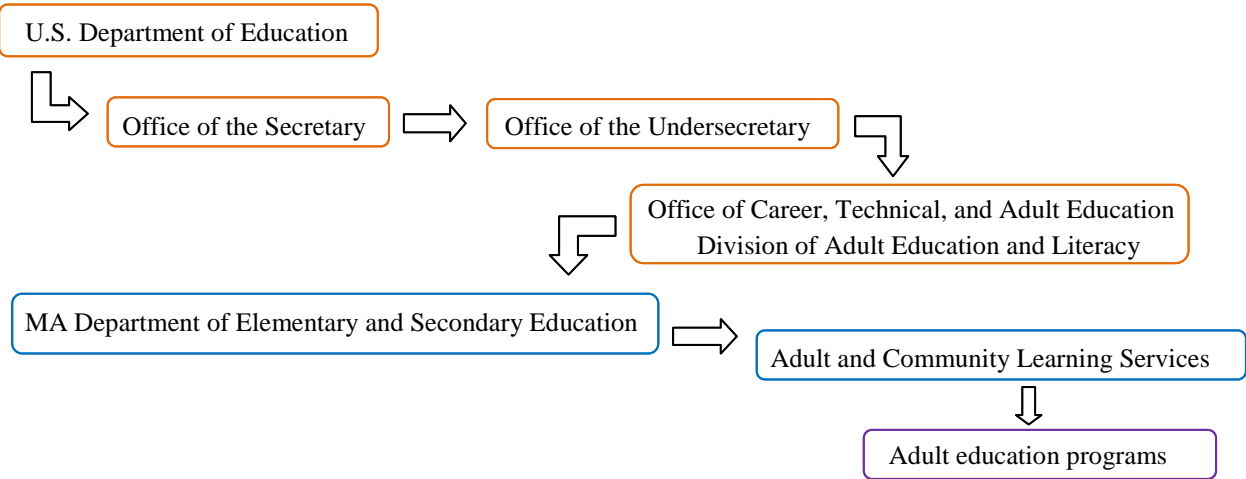 U.S. Department of Education
Office of the Secretary
Office of the Undersecretary
Office of Career, Technical, and Adult Education
Division of Adult Education and Literacy
MA Department of Elementary and Secondary Education
Adult and Community Learning Services
Adult education programs